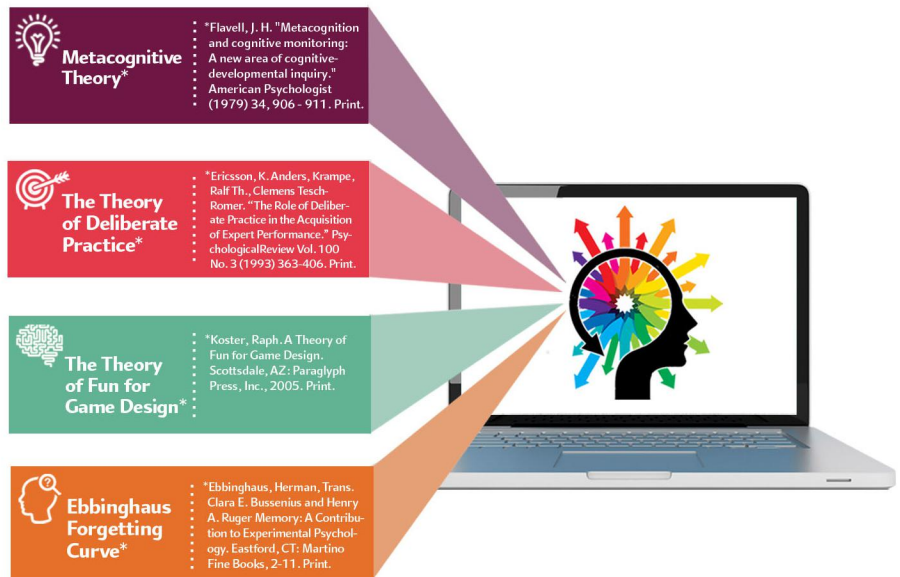 Metacognitive
Theory*
*Flavell, J. H. "Metacognition
and cognitive monitoring:
A new area of cognitive-
developmental inquiry."
American Psychologist
(1979) 34, 906 - 911. Print.
The Theory
of Deliberate
Practice*
*Ericsson, K. Anders, Krampe,
Ralf Th., Clemens Tesch-
Romer. “The Role of Deliber-
ate Practice in the Acquisition
of Expert Performance.” Psy-
chologicalReview Vol. 100
No. 3 (1993) 363-406. Print.
The Theory
of Fun for
Game Design*
*Koster, Raph. A Theory of
Fun for Game Design.
Scottsdale, AZ: Paraglyph
Press, Inc., 2005. Print.
?
Ebbinghaus
Forgetting
Curve*
*Ebbinghaus, Herman, Trans.
Clara E. Bussenius and Henry
A. Ruger Memory: A Contribu-
tion to Experimental Psychol-
ogy. Eastford, CT: Martino
Fine Books, 2-11. Print.